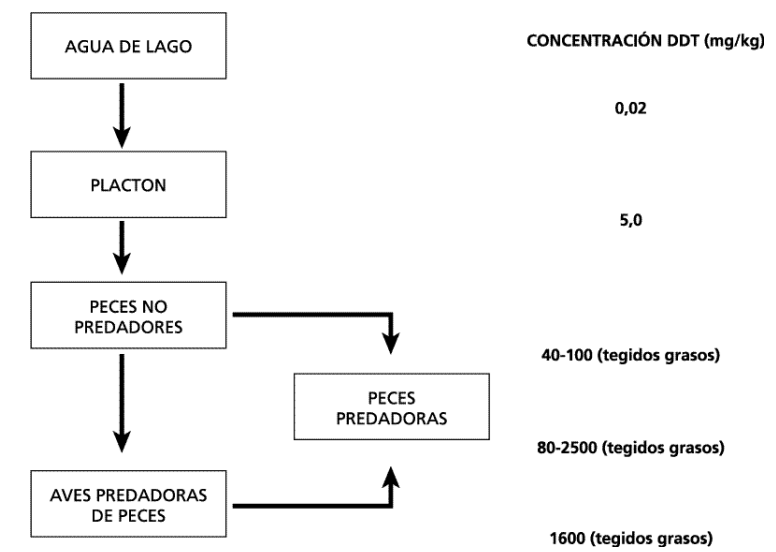 AGUA DE LAGO
CONCENTRACIÓN DDT (mg/kg)
0,02
PLACTON
5,0
PECES NO
PREDADORES
40-100 (tegidos grasos)
PECES
PREDADORAS
80-2500 (tegidos grasos)
AVES PREDADORAS
DE PECES
1600 (tegidos grasos)